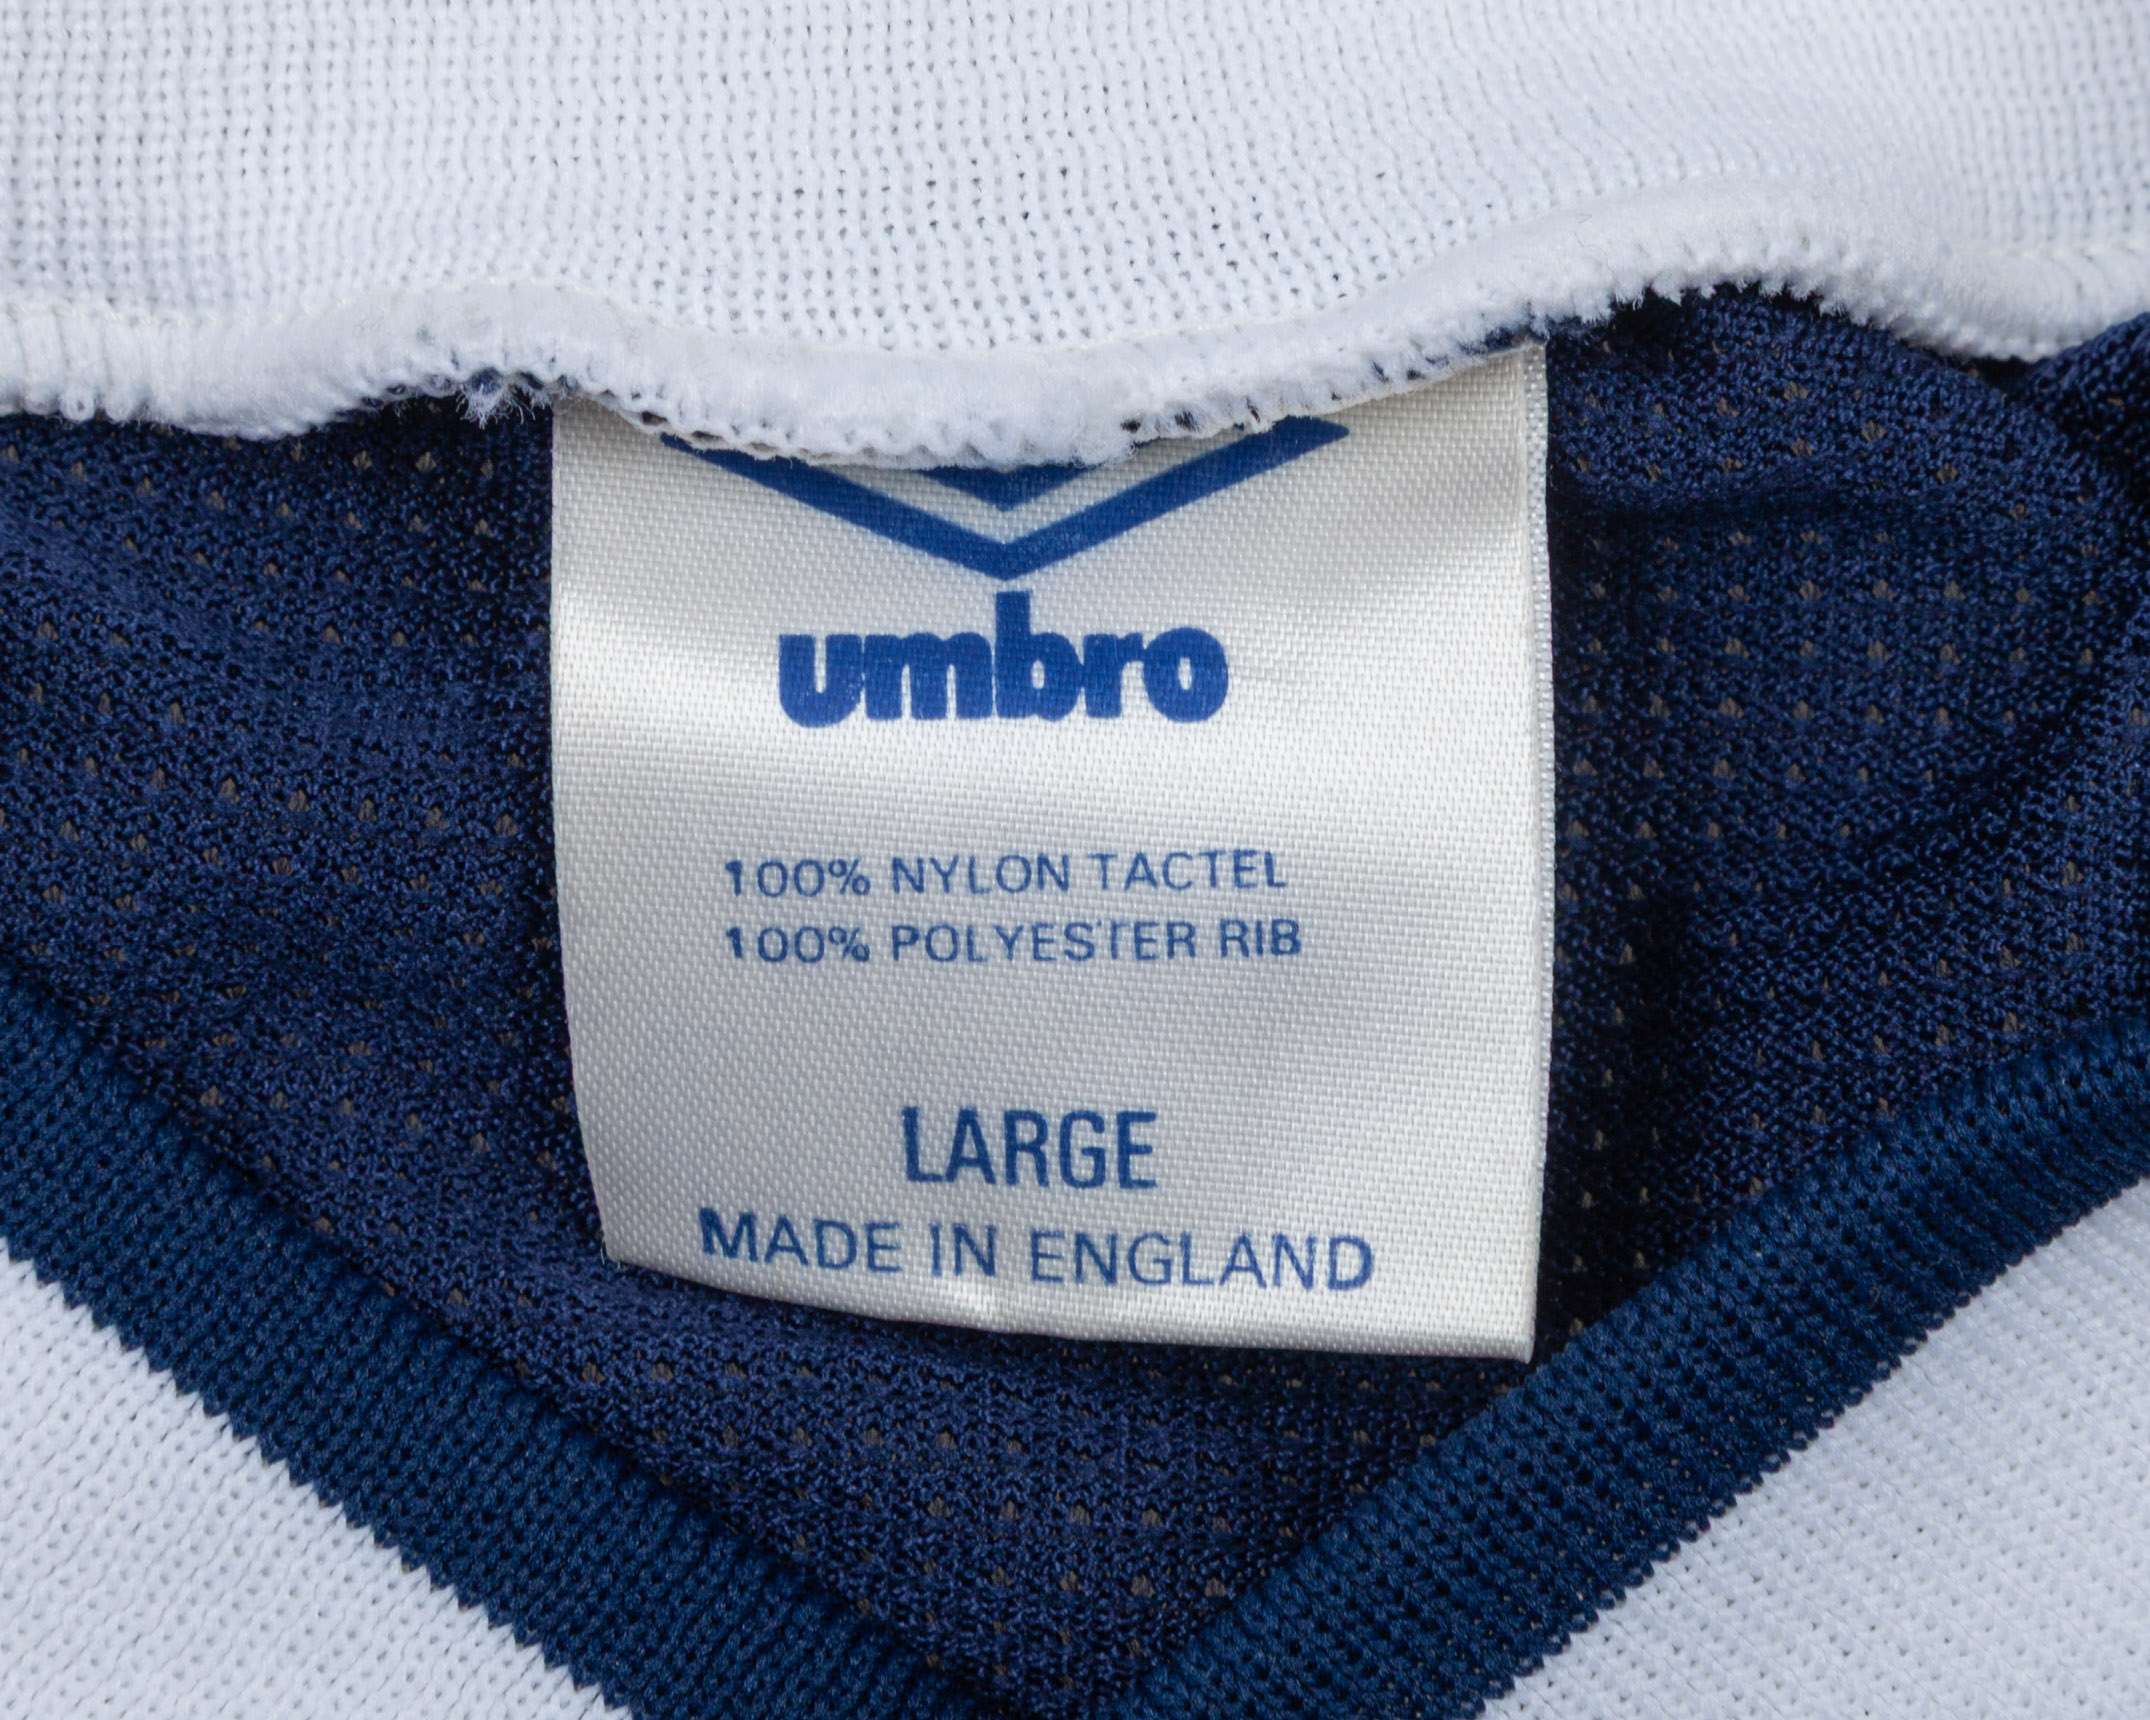 umbro
100% NYLON TACTEL
100% POLYESTER RIB
LARGE
MADE IN ENGLAND